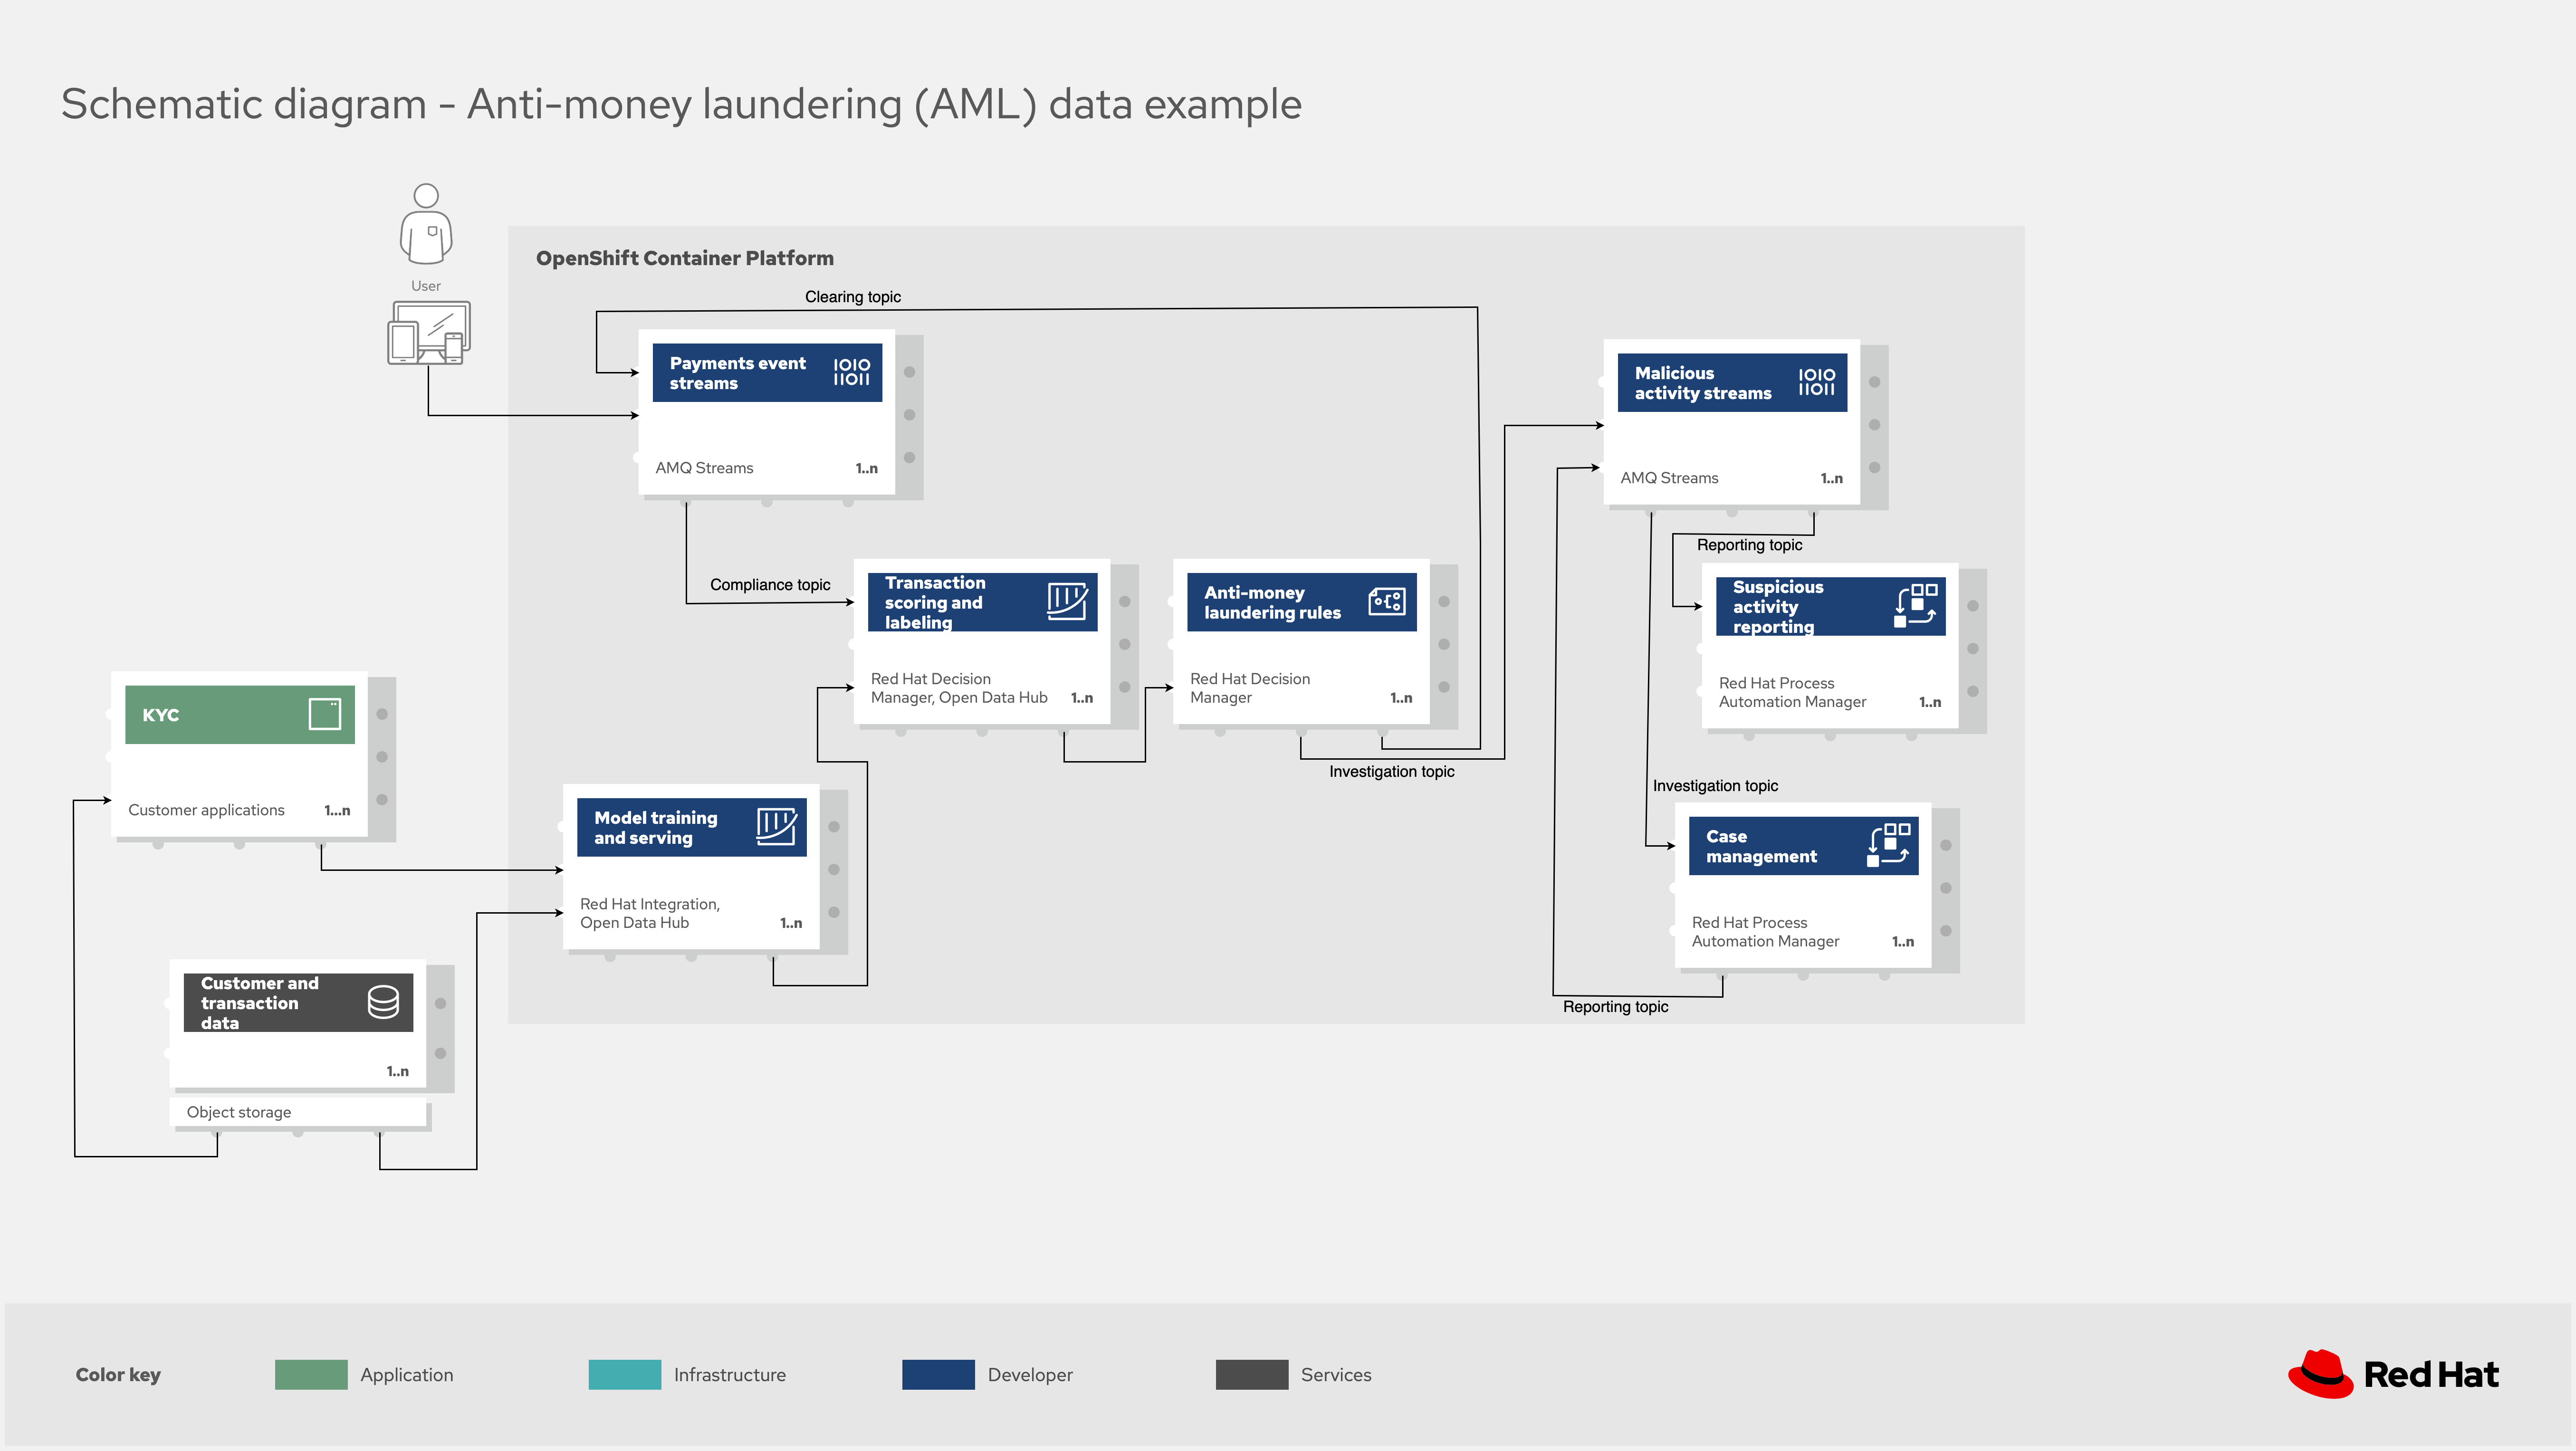 Schematic diagram - Anti-money laundering (AML) data example
User
OpenShift Container Platform
Clearing topic
Payments event
streams
1010
11011
AMQ Streams
1..n
Malicious
activity streams
1010
11011
AMQ Streams
1..n
Compliance topic
Transaction
scoring and
labeling
Red Hat Decision
Manager, Open Data Hub
1..n
Anti-money
laundering rules
Red Hat Decision
Manager
1..n
Reporting topic
Suspicious
activity
reporting
Red Hat Process
Automation Manager
1..n
KYC
Customer applications
1...n
Investigation topic
Investigation topic
Model training
and serving
Red Hat Integration,
Open Data Hub
1..n
Case
management
Red Hat Process
Automation Manager
1..n
Customer and
transaction
data
1..n
Object storage
Reporting topic
Color key
Application
Infrastructure
Developer
Services
Red Hat